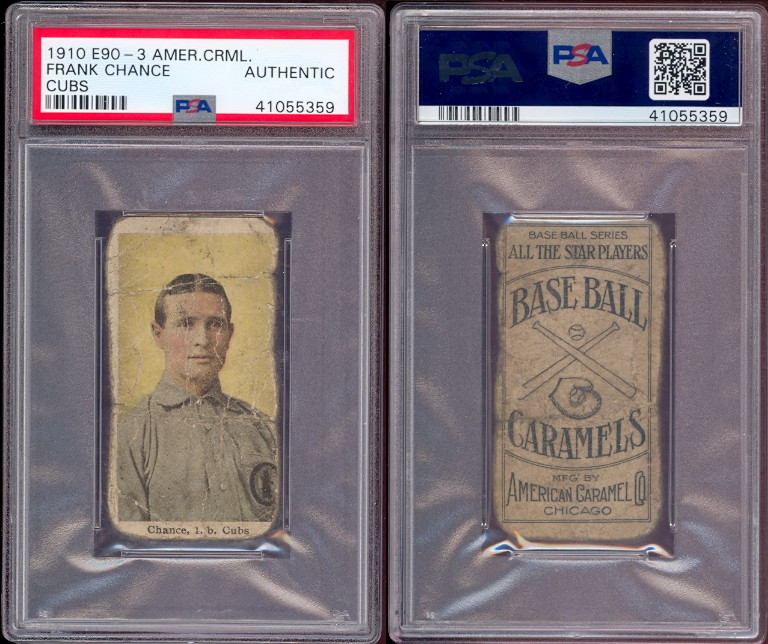 1910 E90-3 AMER.CRML.
FRANK CHANCE AUTHENTIC
CUBS
PSA 41055359
Chance, 1. b. Cubs
PSA PSA
41055359
BASE BALL SERIES
ALL THE STAR PLAYERS
BASE BALL
CARAMELS
MFG BY
AMERICAN CARAMEL CO
CHICAGO